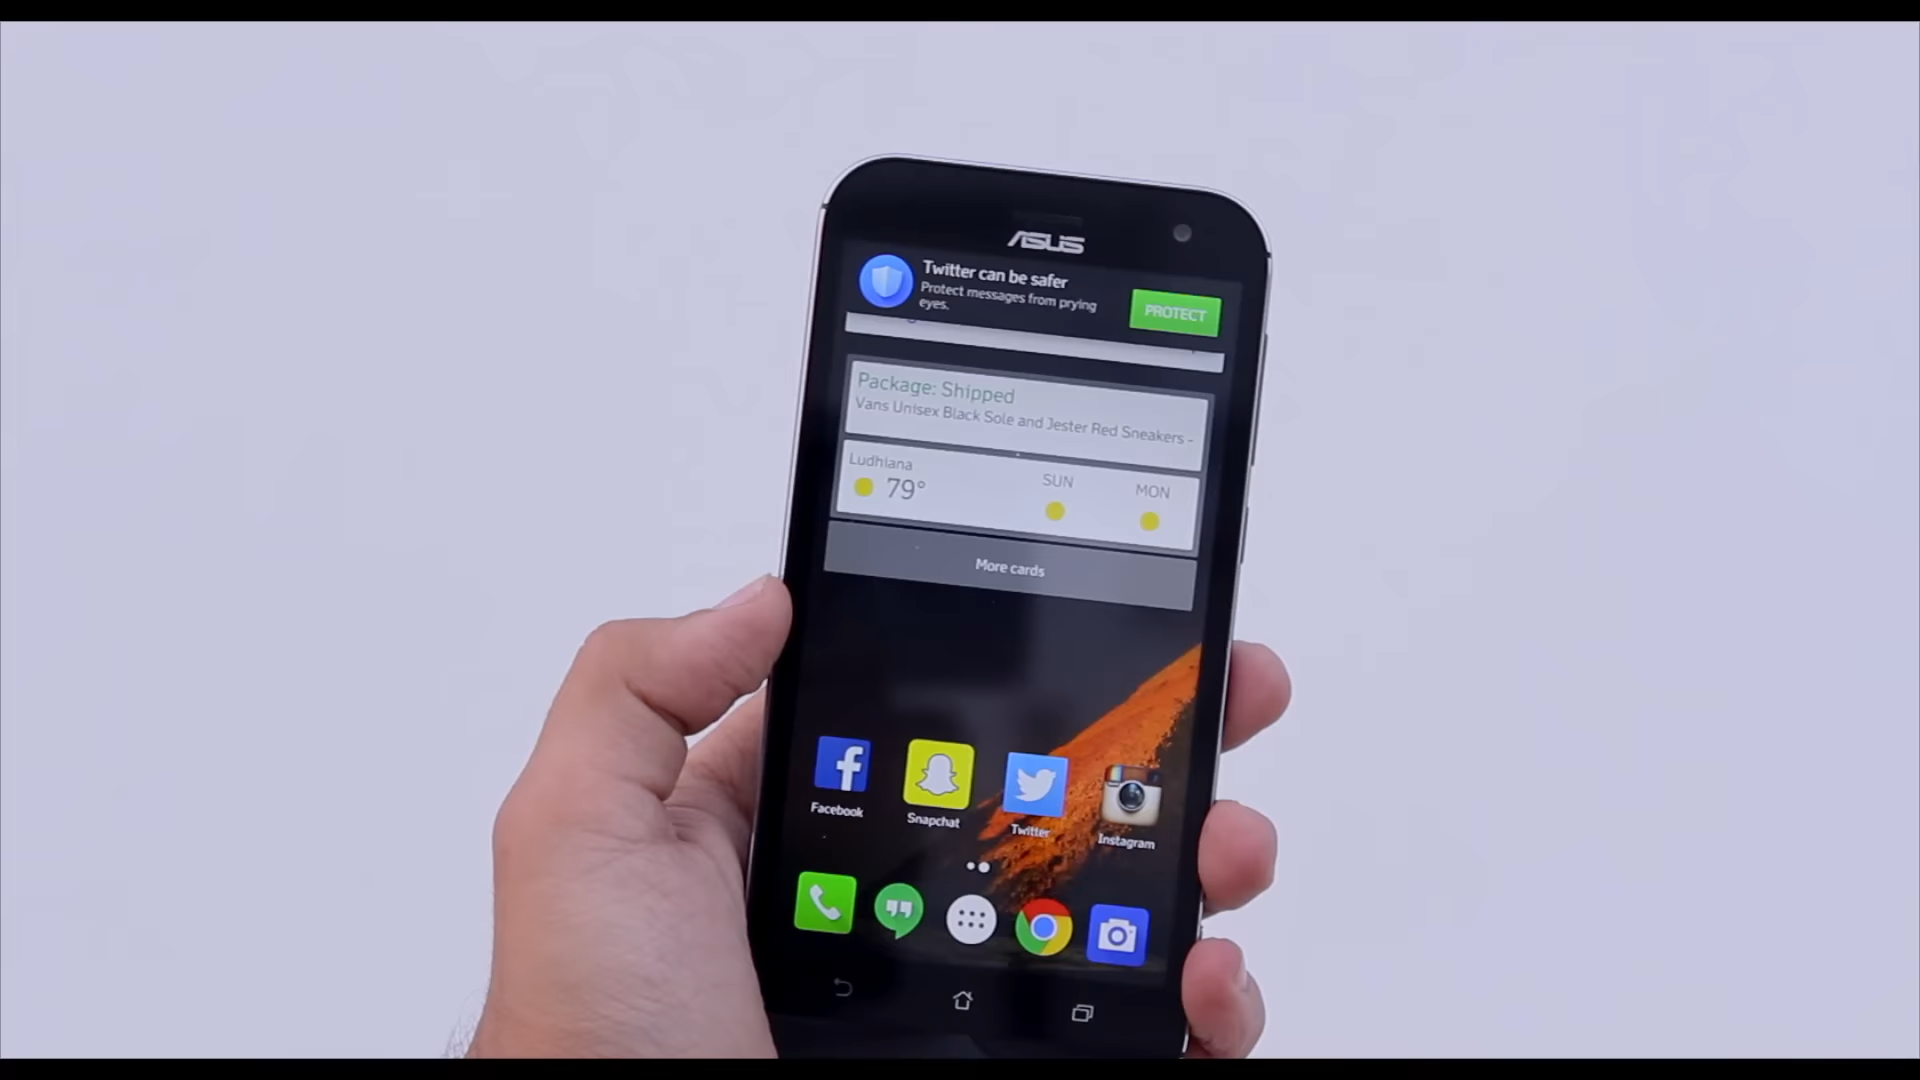 ASUS
Twitter can be safer
Protect messages from prying
eyes.
PROTECT
Package: Shipped
Vans Unisex Black Sole and Jester Red Sneakers -
Ludhiana
79°
SUN
MON
More cards
Facebook
Snapchat
Twitter
Instagram